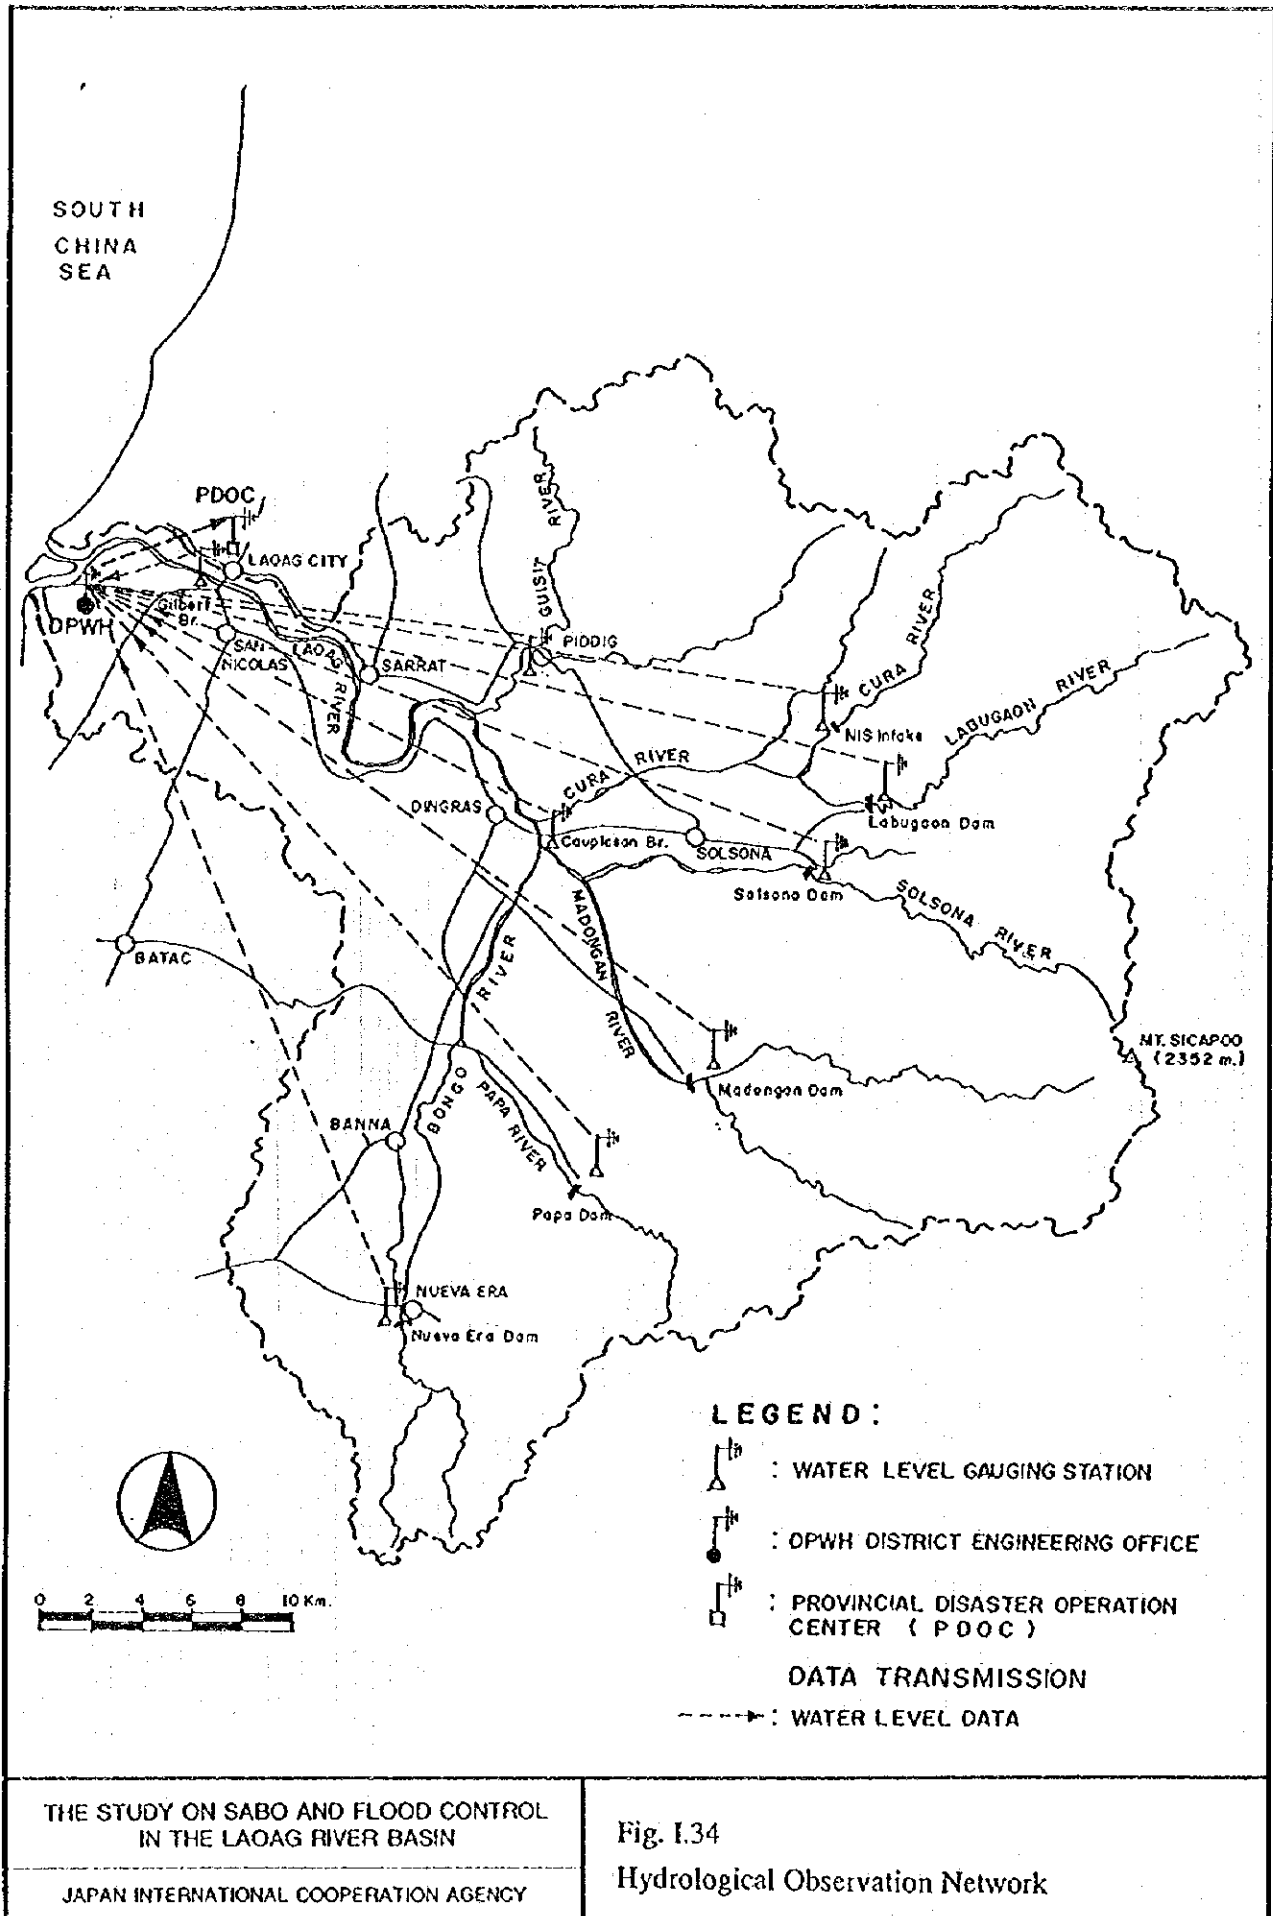 SOUTH
CHINA
SEA
PDOC
LAOAG CITY
Gilbert
Br.
DPWH
SAN
NICOLAS
LAOAG RIVER
SARRAT
GUISIT RIVER
PIDDIG
CURA RIVER
NIS Intake
LABUGAON RIVER
CURA RIVER
DINGRAS
Labugaon Dam
SOLSONA
Solsona Dam
SOLSONA RIVER
MADONGAN RIVER
BATAC
RIVER
BONGO
MT. SICAPOO
(2352 m.)
Madongan Dam
PAPA RIVER
BANNA
Papa Dam
NUEVA ERA
Nueva Era Dam
LEGEND :
: WATER LEVEL GAUGING STATION
: DPWH DISTRICT ENGINEERING OFFICE
: PROVINCIAL DISASTER OPERATION
CENTER ( PDOC )
DATA TRANSMISSION
: WATER LEVEL DATA
0 2 4 6 8 10 Km.
THE STUDY ON SABO AND FLOOD CONTROL
IN THE LAOAG RIVER BASIN
JAPAN INTERNATIONAL COOPERATION AGENCY
Fig. I.34
Hydrological Observation Network